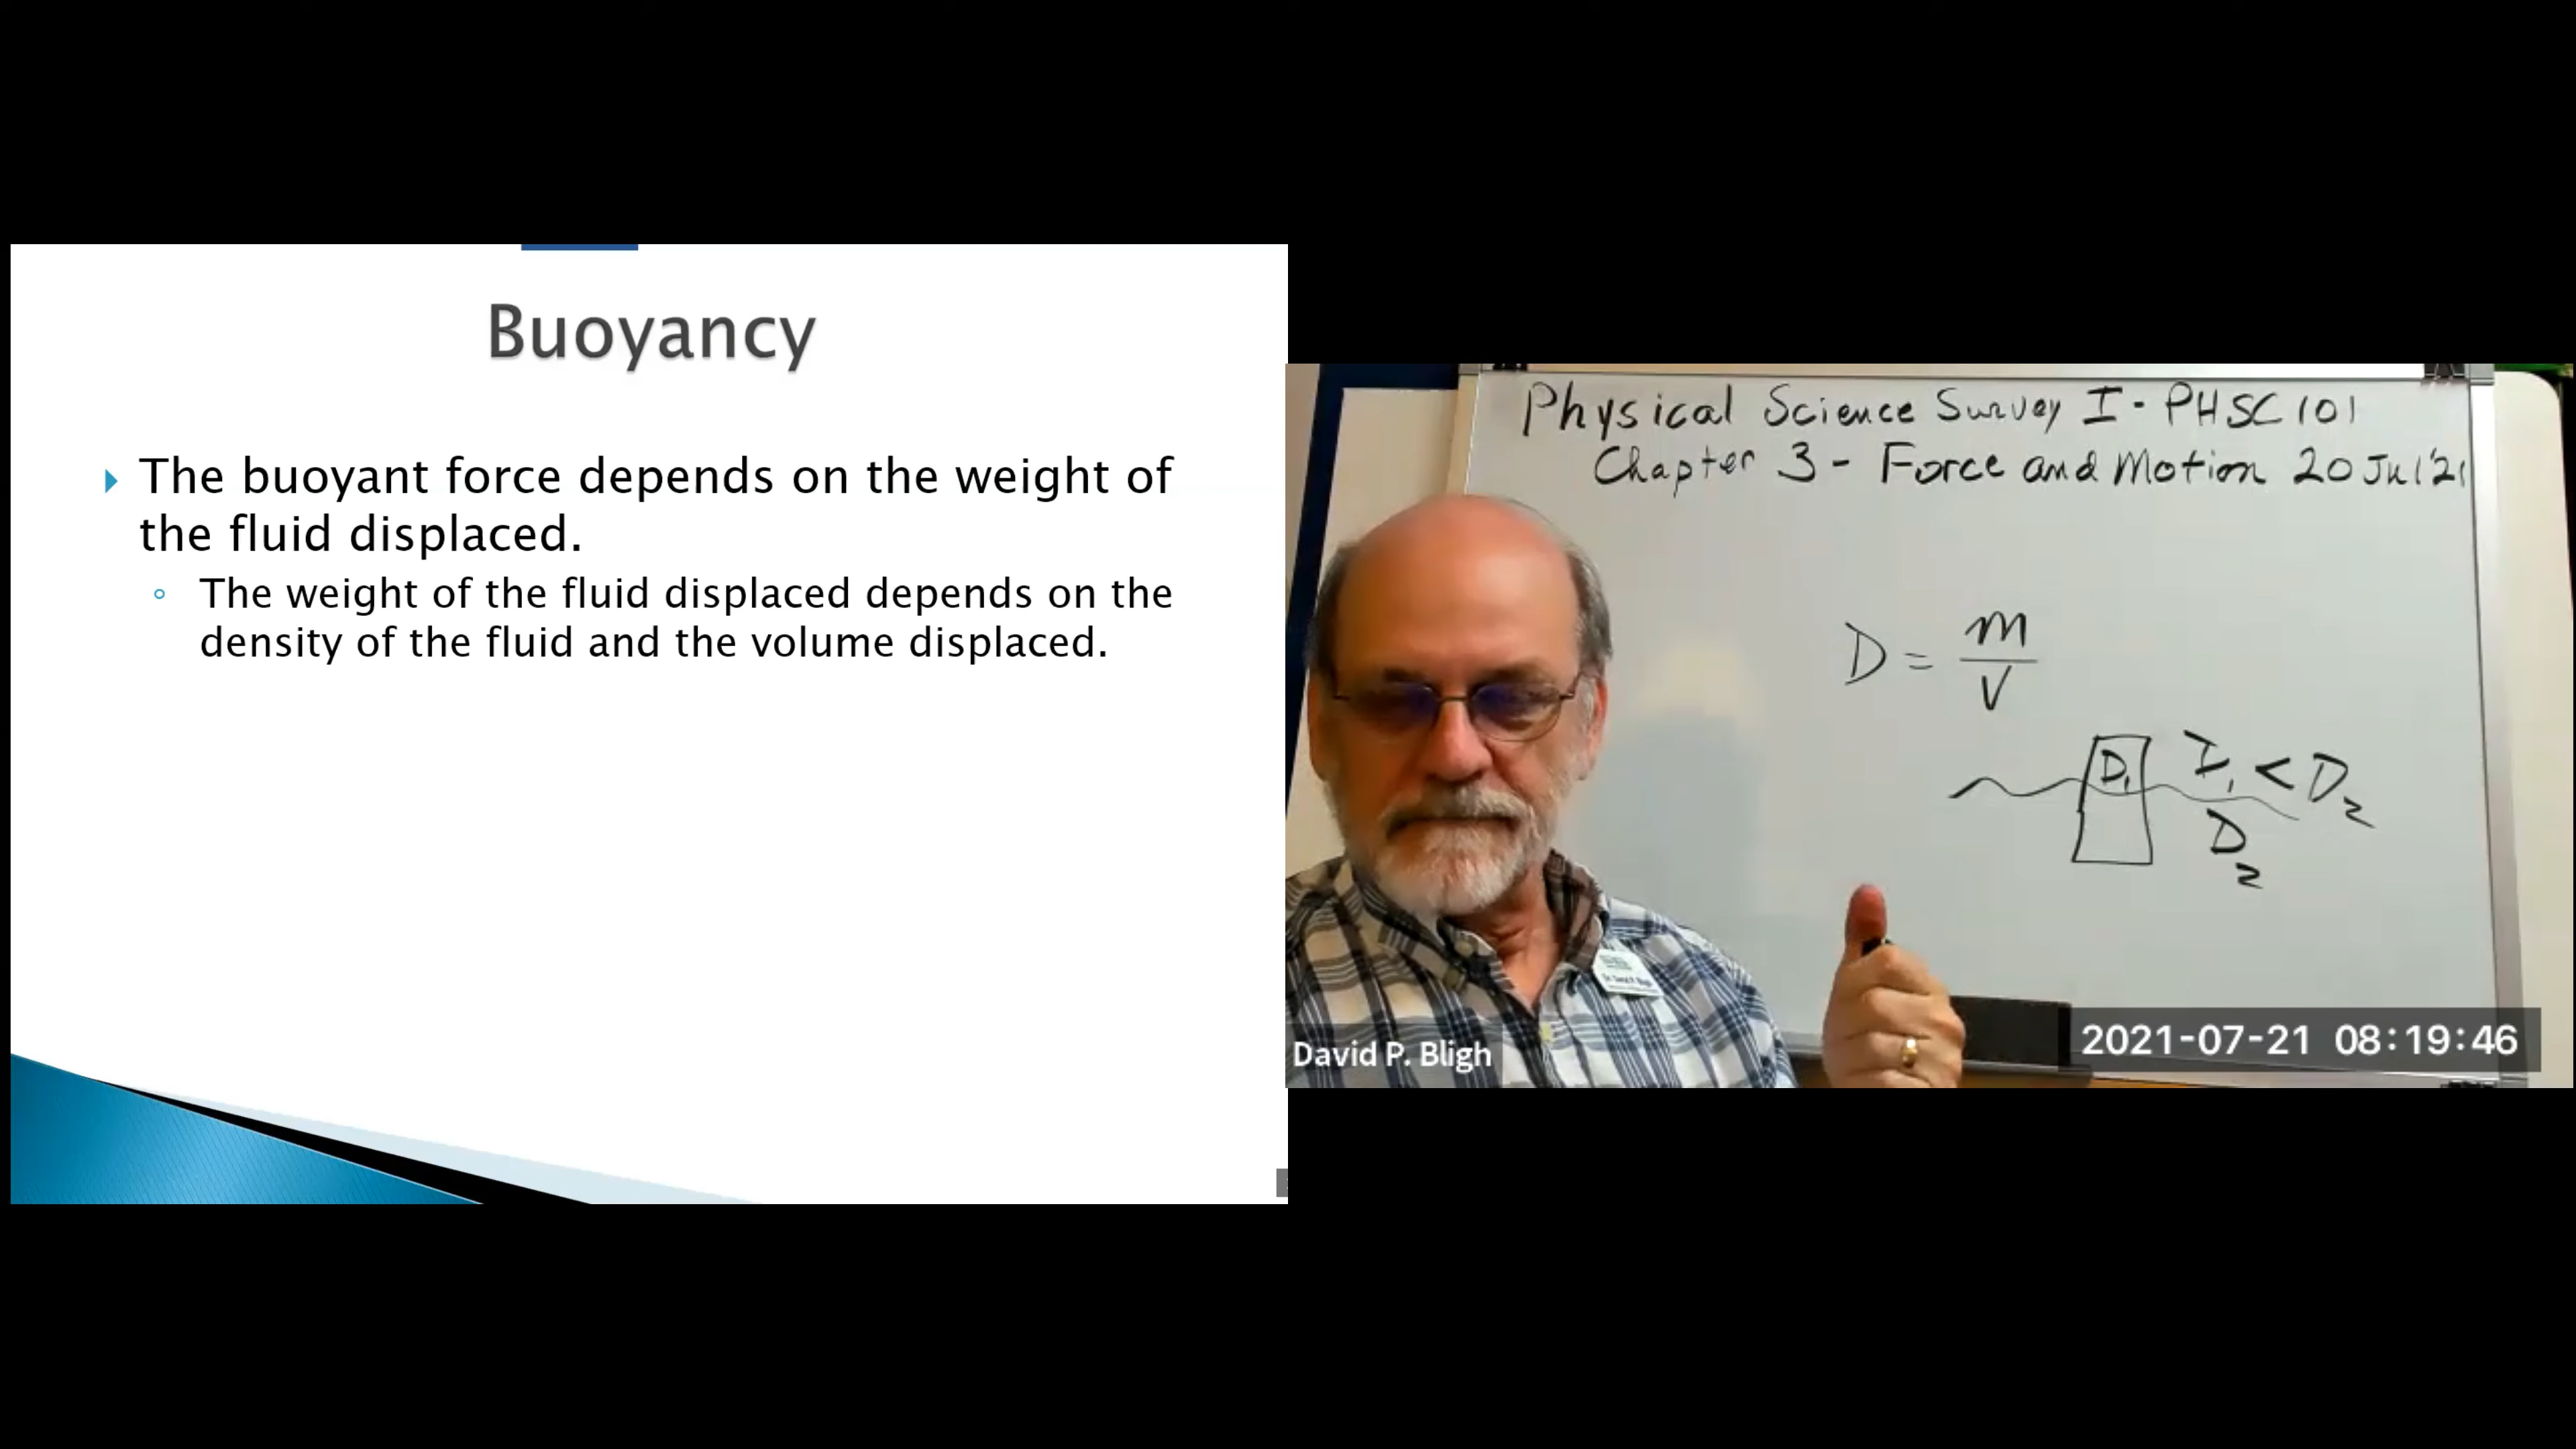 Buoyancy
The buoyant force depends on the weight of
the fluid displaced.
The weight of the fluid displaced depends on the
density of the fluid and the volume displaced.
Physical Science Survey I - PHSC 101
Chapter 3 - Force and Motion 20 Jul '21
D = m
V
D₁
I₁ < D₂
D₂
David P. Bligh
2021-07-21 08:19:46